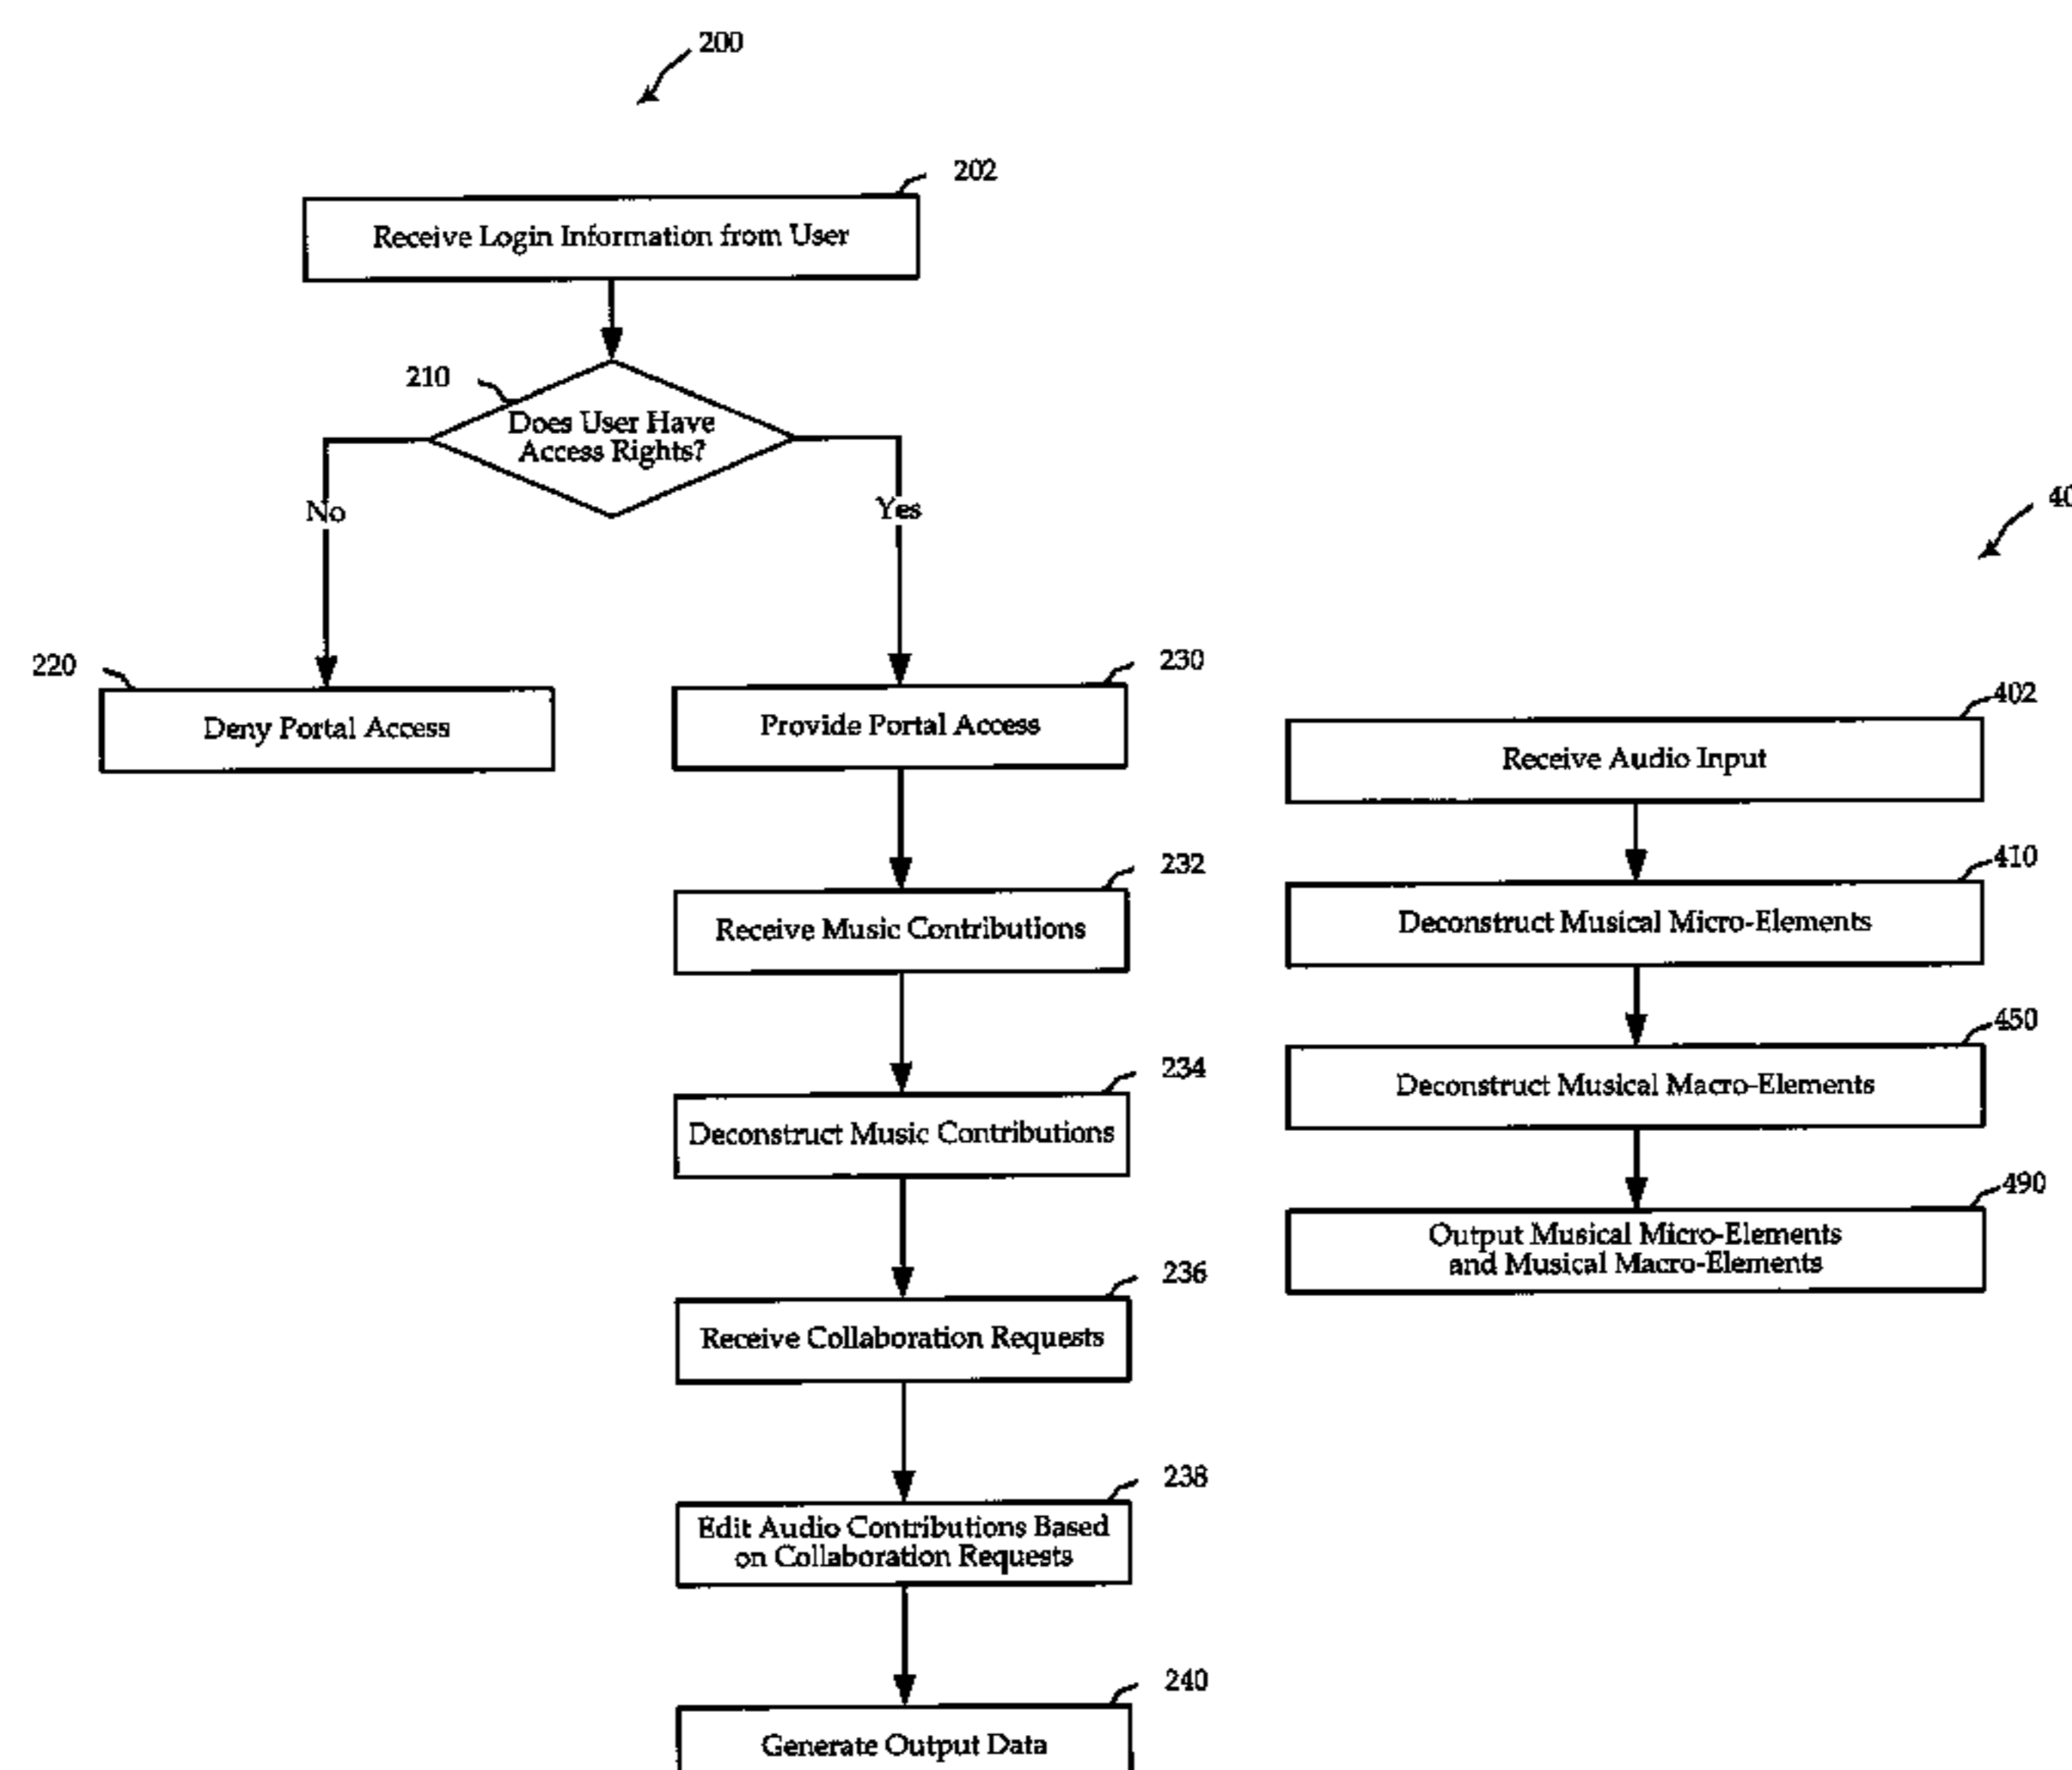 200
202
Receive Login Information from User
210
Does User Have
Access Rights?
No
Yes
220
Deny Portal Access
230
Provide Portal Access
232
Receive Music Contributions
234
Deconstruct Music Contributions
236
Receive Collaboration Requests
238
Edit Audio Contributions Based
on Collaboration Requests
240
Generate Output Data
402
Receive Audio Input
410
Deconstruct Musical Micro-Elements
450
Deconstruct Musical Macro-Elements
490
Output Musical Micro-Elements
and Musical Macro-Elements